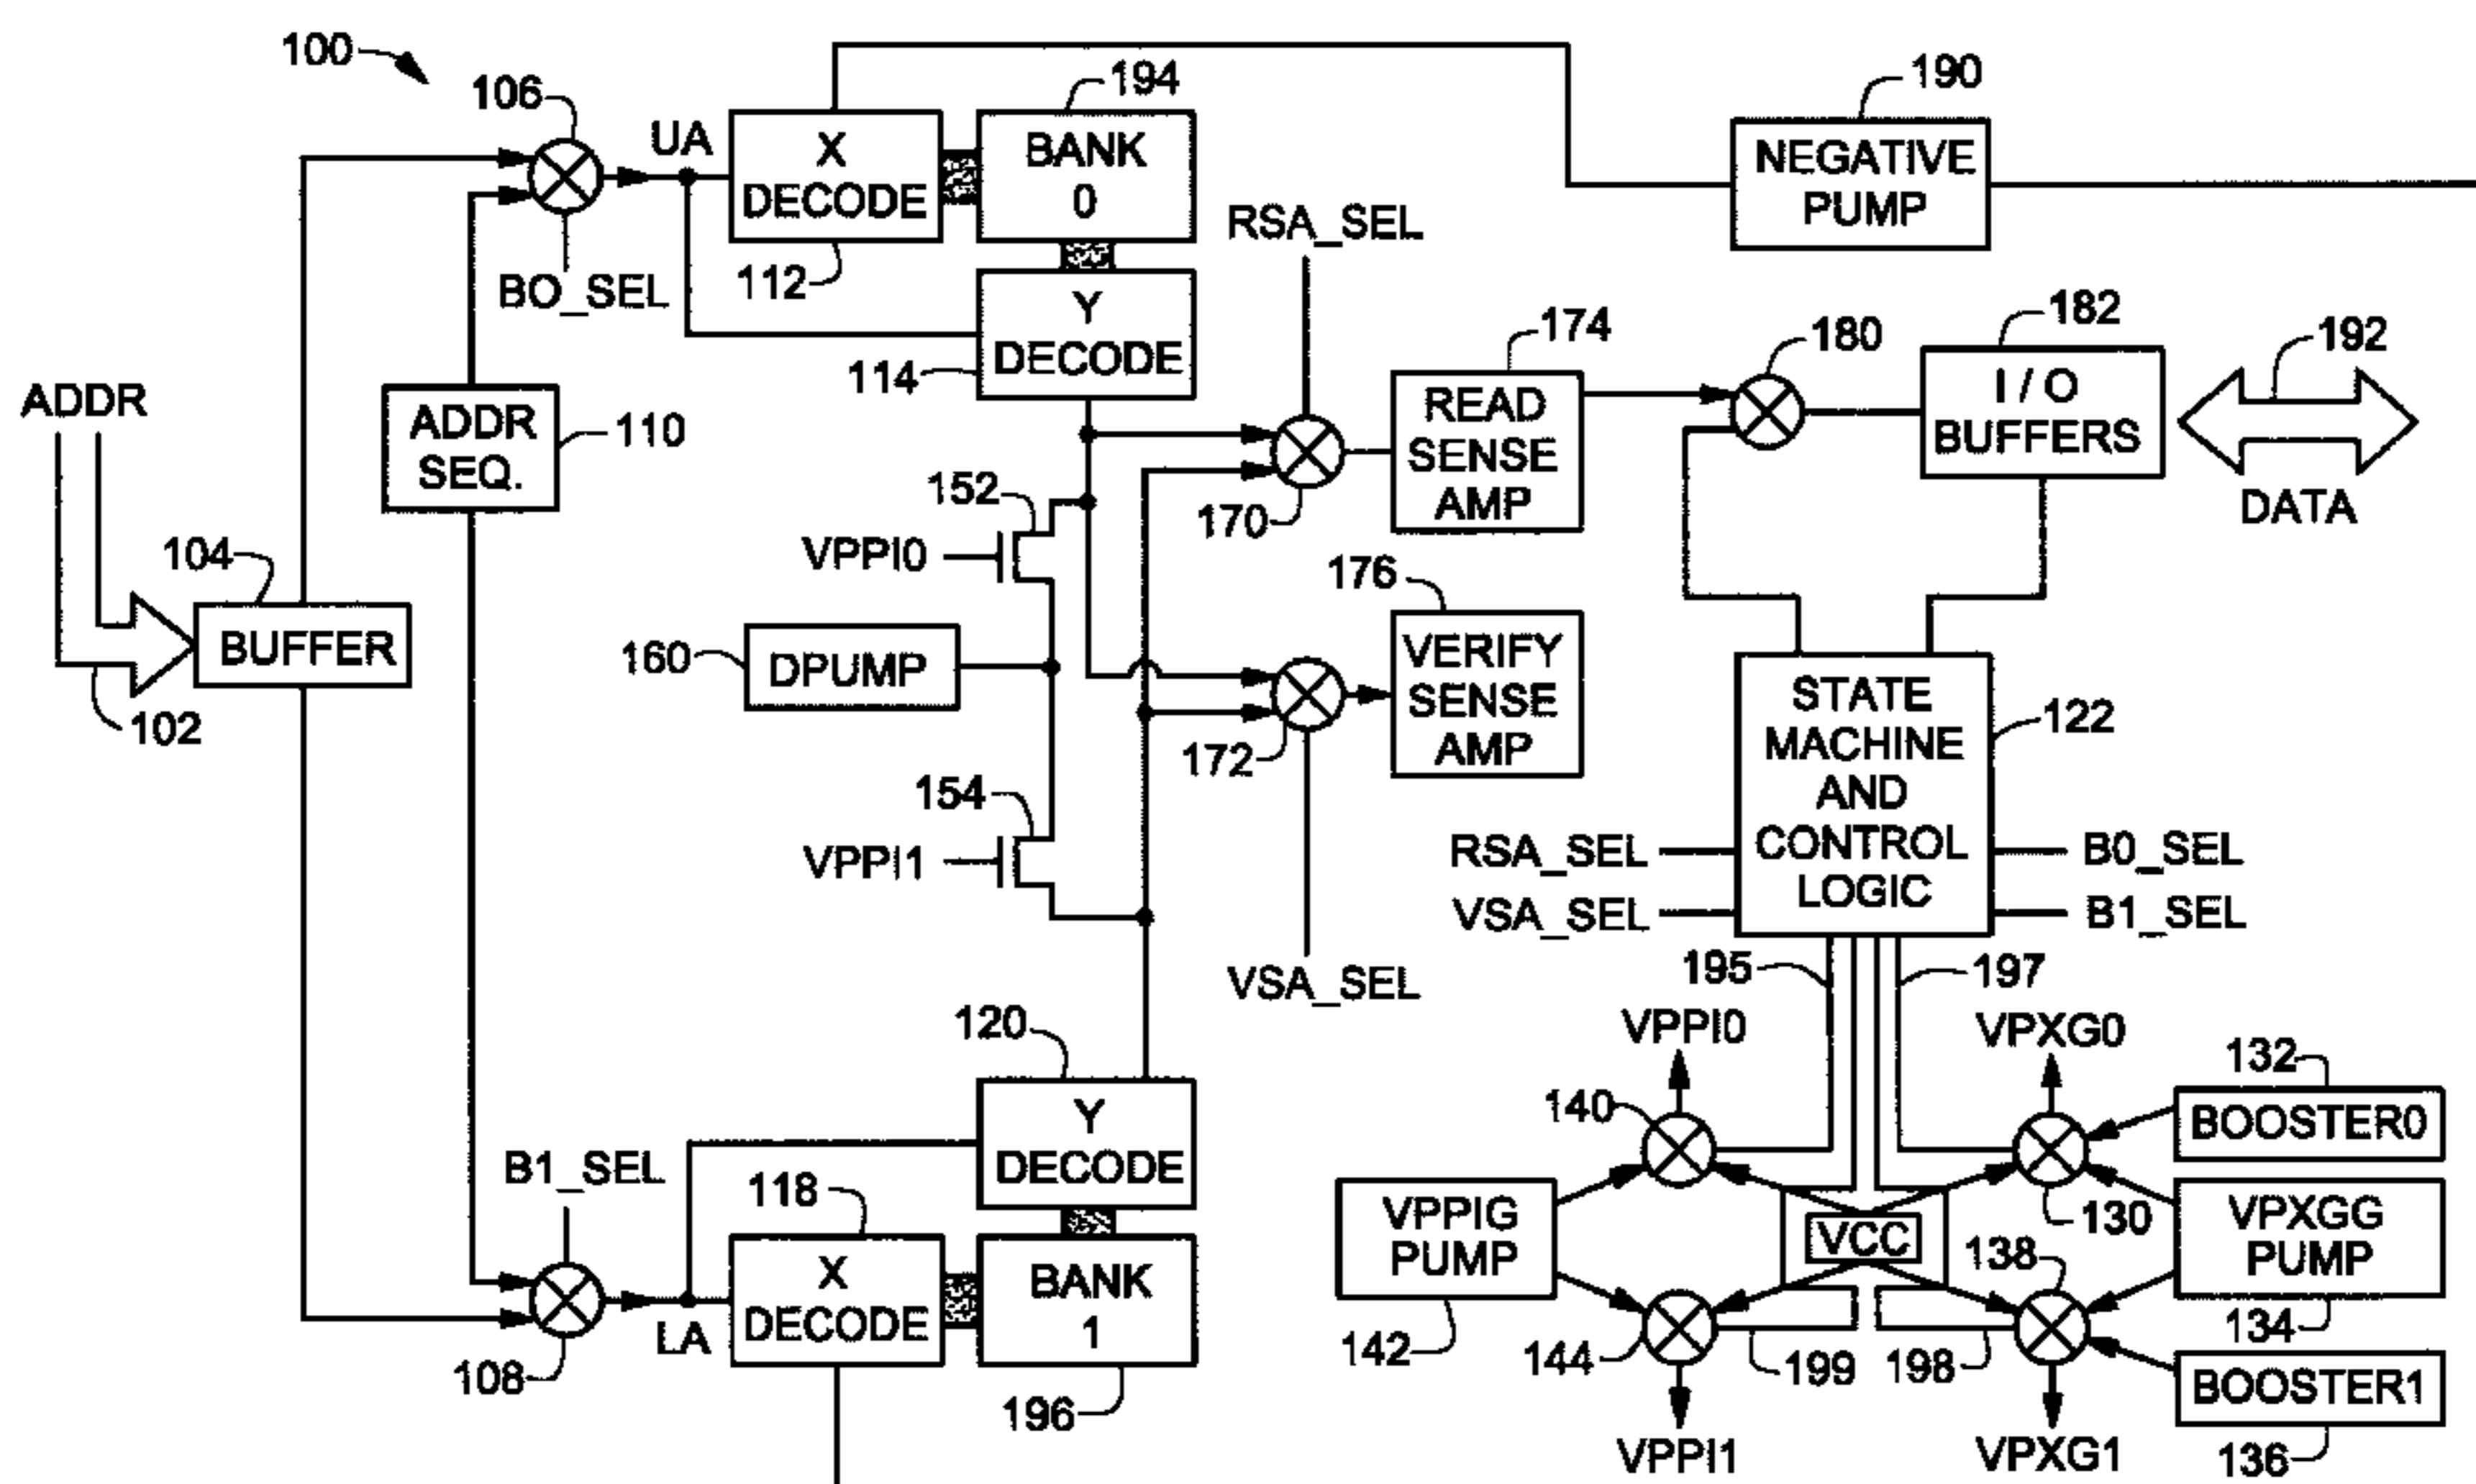 100
106
UA
X
DECODE
112
194
BANK
0
190
NEGATIVE
PUMP
BO_SEL
Y
DECODE
114
RSA_SEL
174
READ
SENSE
AMP
180
182
I / O
BUFFERS
192
DATA
ADDR
ADDR
SEQ.
110
170
152
VPPI0
104
BUFFER
102
160
DPUMP
176
VERIFY
SENSE
AMP
172
154
VPPI1
VSA_SEL
STATE
MACHINE
AND
CONTROL
LOGIC
122
RSA_SEL
VSA_SEL
B0_SEL
B1_SEL
195
197
120
Y
DECODE
B1_SEL
118
X
DECODE
BANK
1
196
LA
108
VPPI0
140
VPPIG
PUMP
142
144
VPPI1
199
VCC
VPXG0
130
132
BOOSTER0
VPXGG
PUMP
134
138
198
BOOSTER1
136
VPXG1